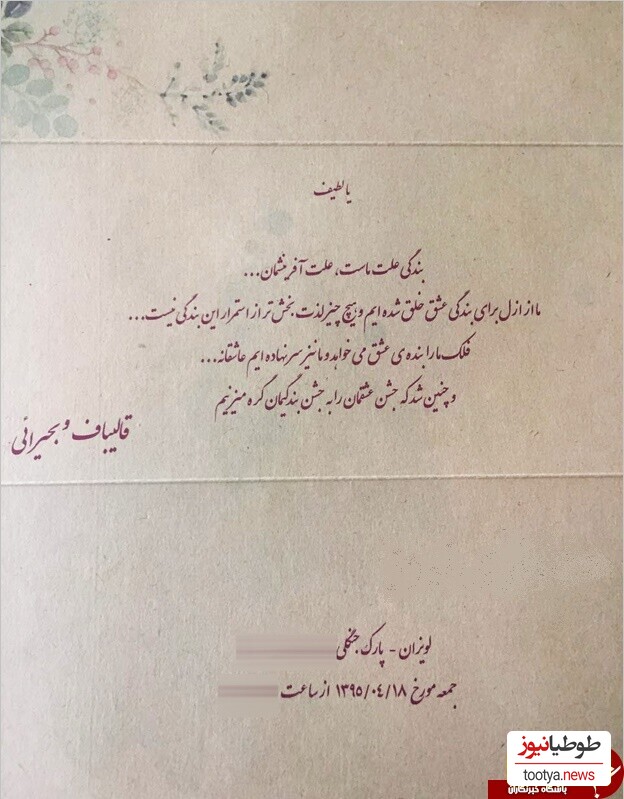 یا لطیف
بندگی علت ماست، علت آفرینشمان...
ما از ازل برای بندگی عشق خلق شده ایم و هیچ چیز لذت بخش تر از استمرار این بندگی نیست...
فلک ما را بنده ی عشق می خواهد و ما نیز سر نهاده ایم عاشقانه...
و چنین شد که جشن عشقمان را به جشن بندگیمان گره میزنیم
قالیباف و بحیرائی
لویزان - پارک جنگلی
جمعه مورخ ۱۳۹۵/۰۴/۱۸ از ساعت
طوطیانیوز
tootya.news
باشگاه خبرنگاران